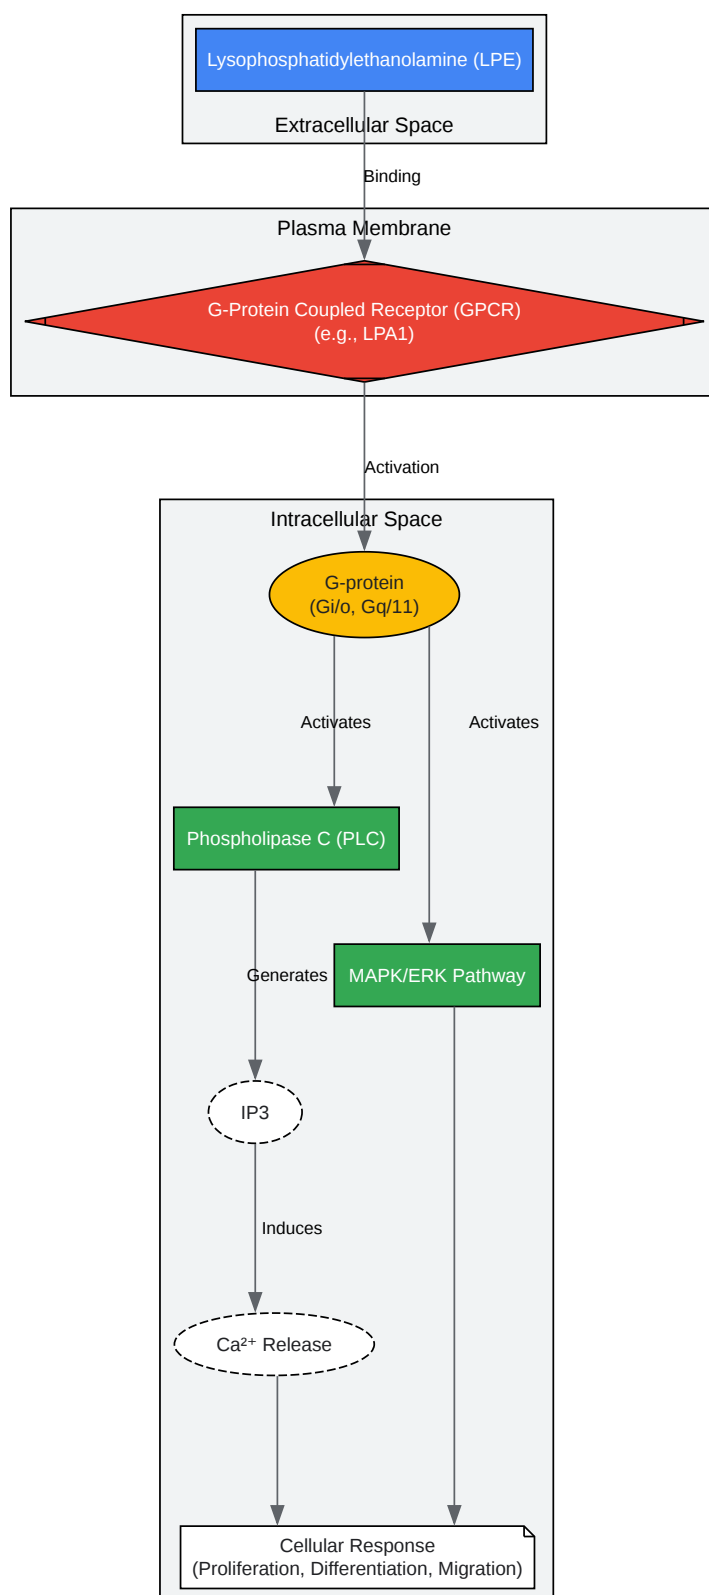 Lysophosphatidylethanolamine (LPE)
Extracellular Space
Binding
Plasma Membrane
G-Protein Coupled Receptor (GPCR)
(e.g., LPA1)
Activation
Intracellular Space
G-protein
(Gi/o, Gq/11)
Activates
Activates
Phospholipase C (PLC)
Generates
MAPK/ERK Pathway
IP3
Induces
Ca²⁺ Release
Cellular Response
(Proliferation, Differentiation, Migration)